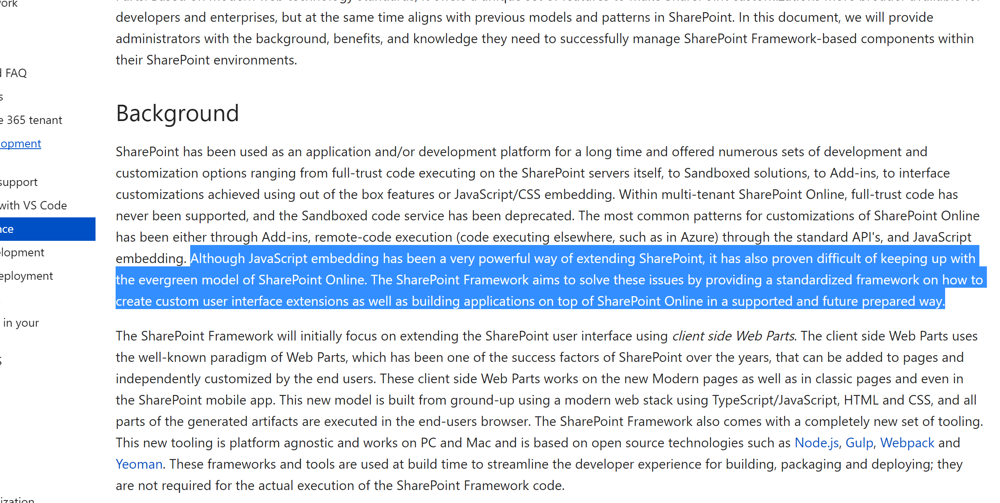 ork
FAQ
s
e 365 tenant
opment
support
with VS Code
nce
elopment
eployment
in your
s
ization
developers and enterprises, but at the same time aligns with previous models and patterns in SharePoint. In this document, we will provide
administrators with the background, benefits, and knowledge they need to successfully manage SharePoint Framework-based components within
their SharePoint environments.
Background
SharePoint has been used as an application and/or development platform for a long time and offered numerous sets of development and
customization options ranging from full-trust code executing on the SharePoint servers itself, to Sandboxed solutions, to Add-ins, to interface
customizations achieved using out of the box features or JavaScript/CSS embedding. Within multi-tenant SharePoint Online, full-trust code has
never been supported, and the Sandboxed code service has been deprecated. The most common patterns for customizations of SharePoint Online
has been either through Add-ins, remote-code execution (code executing elsewhere, such as in Azure) through the standard API's, and JavaScript
embedding. Although JavaScript embedding has been a very powerful way of extending SharePoint, it has also proven difficult of keeping up with
the evergreen model of SharePoint Online. The SharePoint Framework aims to solve these issues by providing a standardized framework on how to
create custom user interface extensions as well as building applications on top of SharePoint Online in a supported and future prepared way.
The SharePoint Framework will initially focus on extending the SharePoint user interface using client side Web Parts. The client side Web Parts uses
the well-known paradigm of Web Parts, which has been one of the success factors of SharePoint over the years, that can be added to pages and
independently customized by the end users. These client side Web Parts works on the new Modern pages as well as in classic pages and even in
the SharePoint mobile app. This new model is built from ground-up using a modern web stack using TypeScript/JavaScript, HTML and CSS, and all
parts of the generated artifacts are executed in the end-users browser. The SharePoint Framework also comes with a completely new set of tooling.
This new tooling is platform agnostic and works on PC and Mac and is based on open source technologies such as Node.js, Gulp, Webpack and
Yeoman. These frameworks and tools are used at build time to streamline the developer experience for building, packaging and deploying; they
are not required for the actual execution of the SharePoint Framework code.